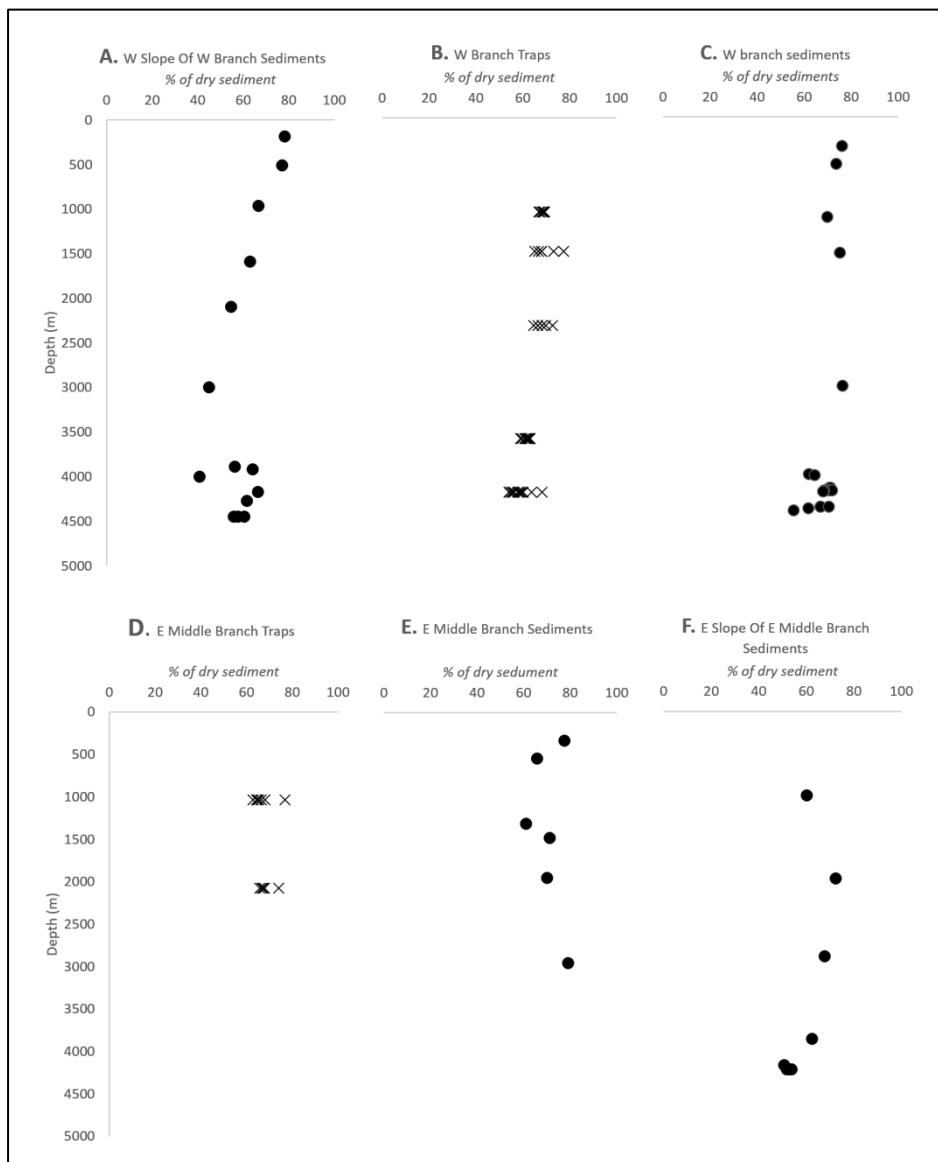 A. W Slope Of W Branch Sediments
% of dry sediment
0 20 40 60 80 100
B. W Branch Traps
% of dry sediment
0 20 40 60 80 100
C. W branch sediments
% of dry sediments
0 20 40 60 80 100
0
500
1000
1500
2000
2500
3000
3500
4000
4500
5000
Depth (m)
D. E Middle Branch Traps
% of dry sediment
0 20 40 60 80 100
E. E Middle Branch Sediments
% of dry sedument
0 20 40 60 80 100
F. E Slope Of E Middle Branch
Sediments
% of dry sediment
0 20 40 60 80 100
0
500
1000
1500
2000
2500
3000
3500
4000
4500
5000
Depth (m)